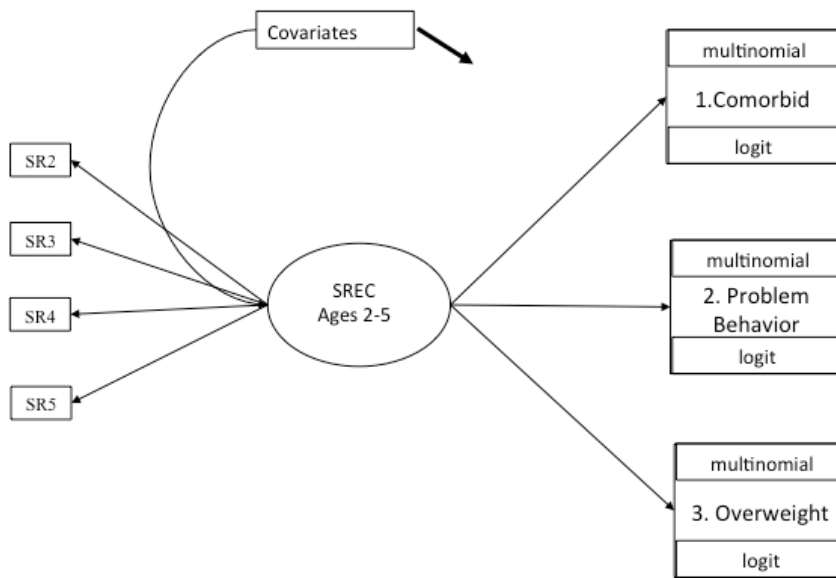 Covariates
multinomial
1.Comorbid
logit
SR2
SR3
SR4
SR5
SREC
Ages 2-5
multinomial
2. Problem
Behavior
logit
multinomial
3. Overweight
logit